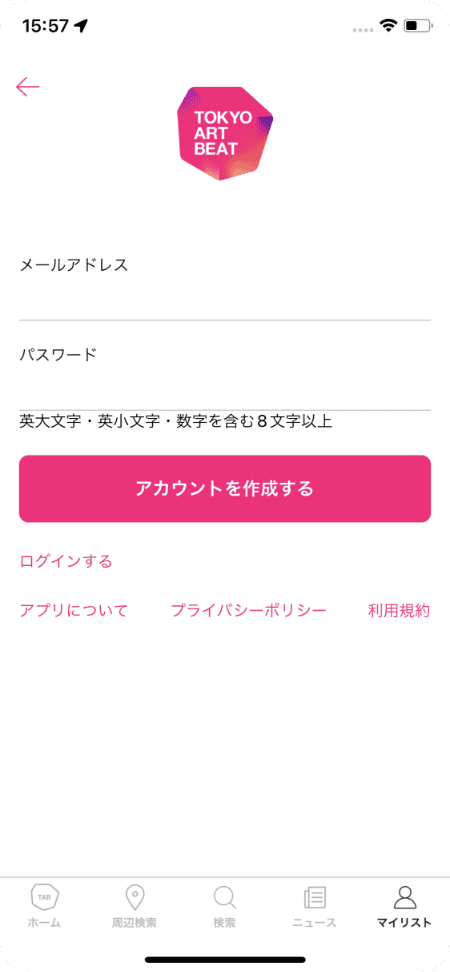 15:57
TOKYO
ART
BEAT
メールアドレス
パスワード
英大文字・英小文字・数字を含む8文字以上
アカウントを作成する
ログインする
アプリについて プライバシーポリシー 利用規約
TAB
ホーム 周辺検索 検索 ニュース マイリスト